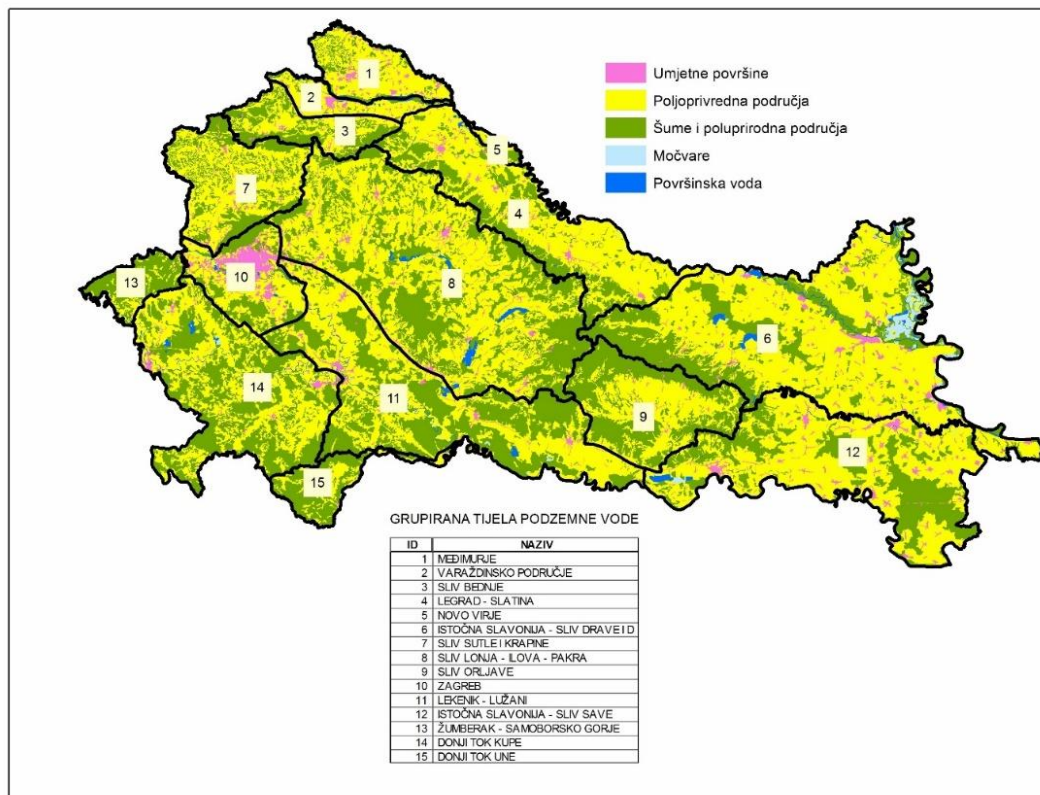 1
Umjetne površine
2
Poljoprivredna područja
3
Šume i poluprirodna područja
5
Močvare
7
Površinska voda
4
10
13
8
6
14
11
9
12
15
GRUPIRANA TIJELA PODZEMNE VODE
ID NAZIV
1 MEĐIMURJE
2 VARAŽDINSKO PODRUČJE
3 SLIV BEDNJE
4 LEGRAD - SLATINA
5 NOVO VIRJE
6 ISTOČNA SLAVONIJA - SLIV DRAVE I D
7 SLIV SUTLE I KRAPINE
8 SLIV LONJA - ILOVA - PAKRA
9 SLIV ORLJAVE
10 ZAGREB
11 LEKENIK - LUŽANI
12 ISTOČNA SLAVONIJA - SLIV SAVE
13 ŽUMBERAK - SAMOBORSKO GORJE
14 DONJI TOK KUPE
15 DONJI TOK UNE